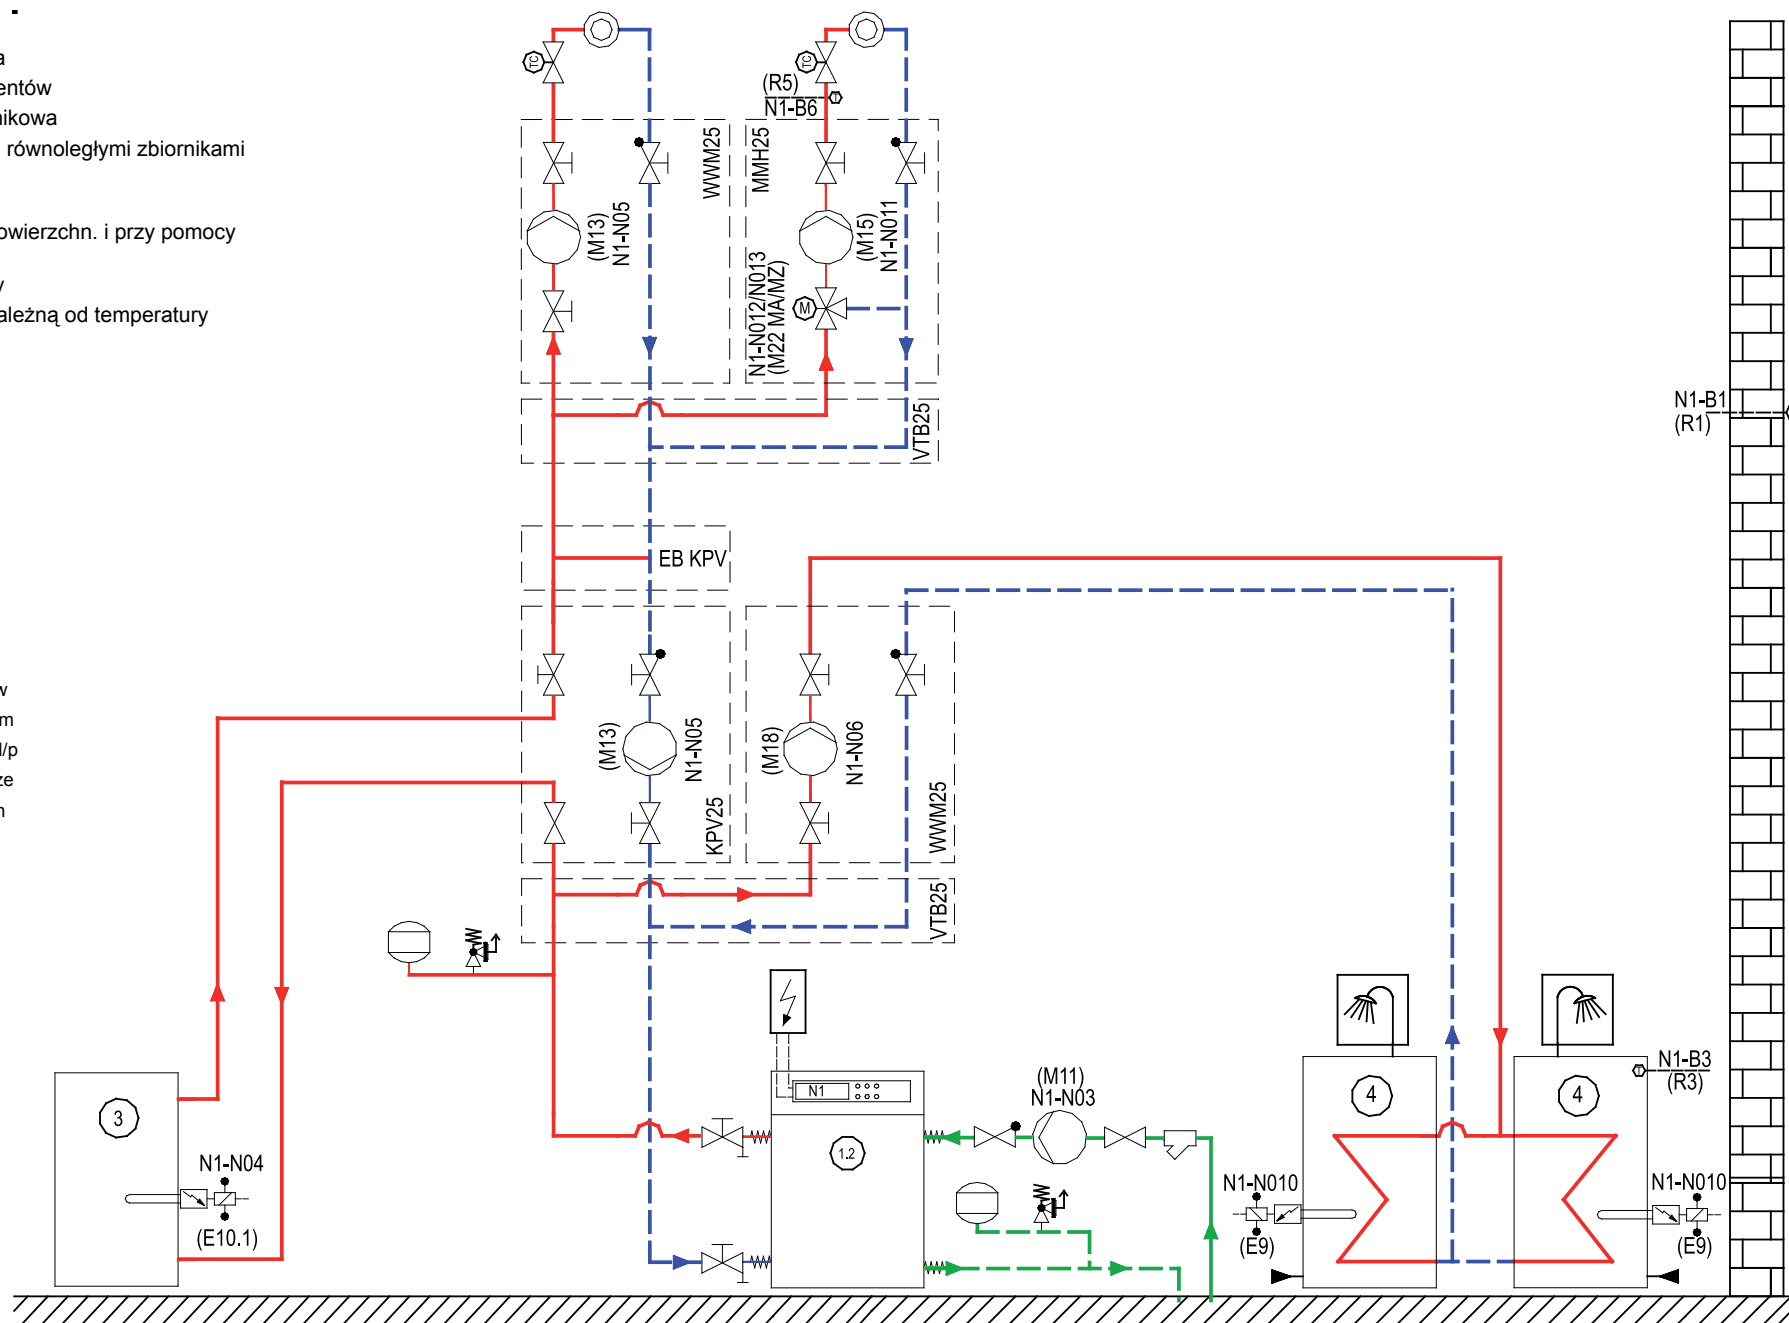 -
a
entów
nikowa
równoległymi zbiornikami
owierzchn. i przy pomocy
y
ależną od temperatury
w
m
l/p
ze
n
TC
TC
(R5)
N1-B6
WWM25
MMH25
(M13)
N1-N05
(M15)
N1-N011
N1-N012/N013
(M22 MA/MZ)
M
VTB25
N1-B1
(R1)
EB KPV
(M13)
N1-N05
KPV25
(M18)
N1-N06
WWM25
VTB25
N1
1.2
(M11)
N1-N03
3
N1-N04
(E10.1)
4
4
N1-B3
(R3)
N1-N010
(E9)
N1-N010
(E9)